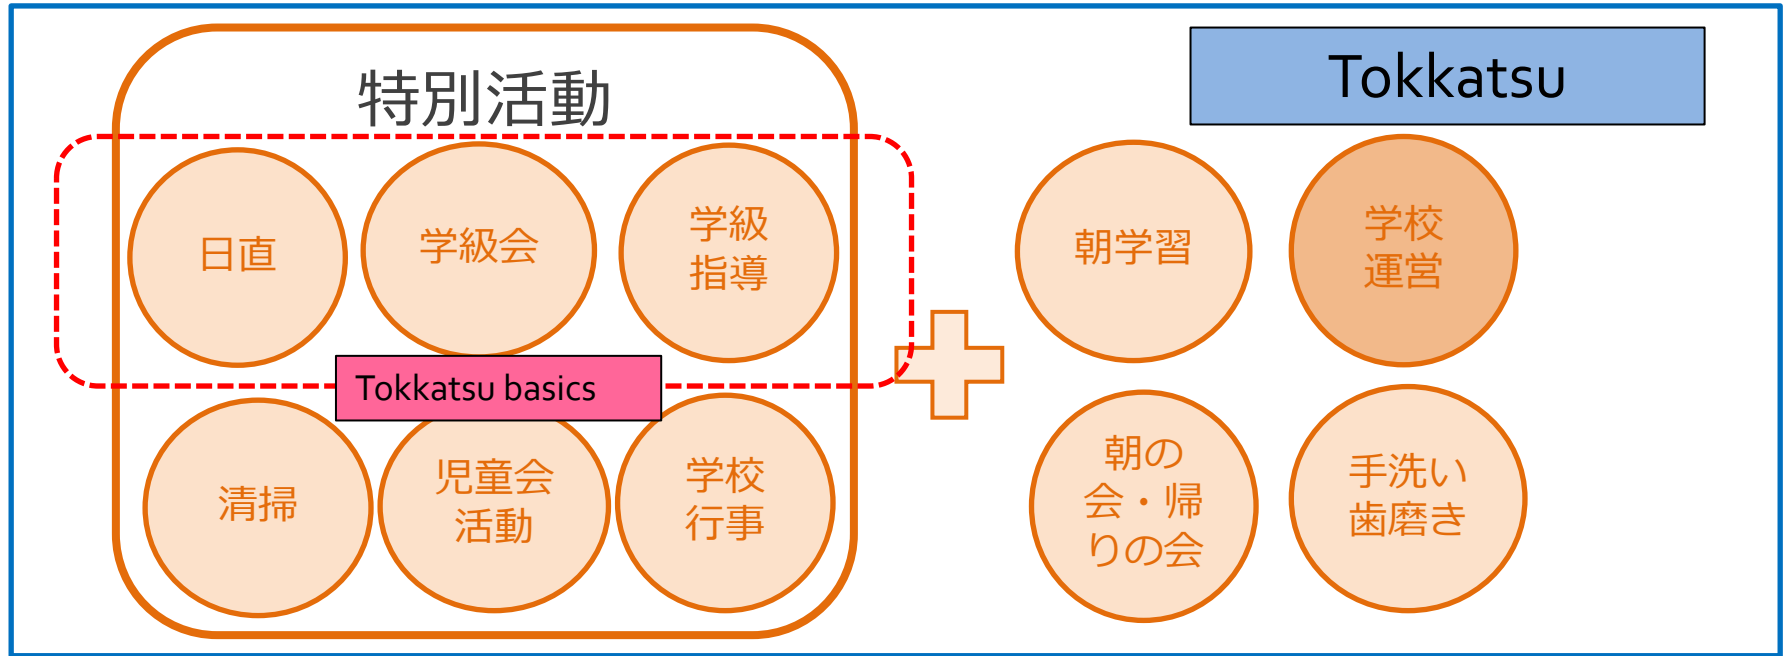 特別活動
Tokkatsu
日直
学級会
学級
指導
Tokkatsu basics
清掃
児童会
活動
学校
行事
朝学習
学校
運営
朝の
会・帰
りの会
手洗い
歯磨き